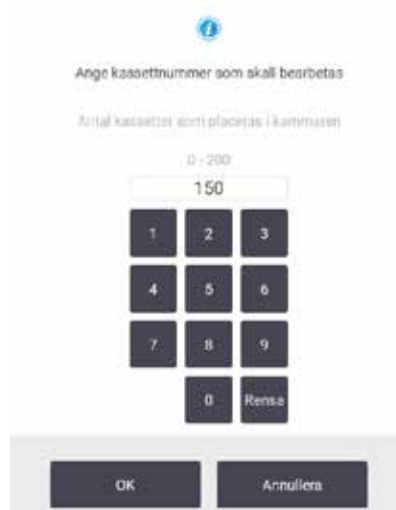 Ange kassettnummer som skall bearbetas
Antal kassetter som placeras i kammaren
0 - 200
150
1 2 3
4 5 6
7 8 9
0 Rensa
OK Annullera